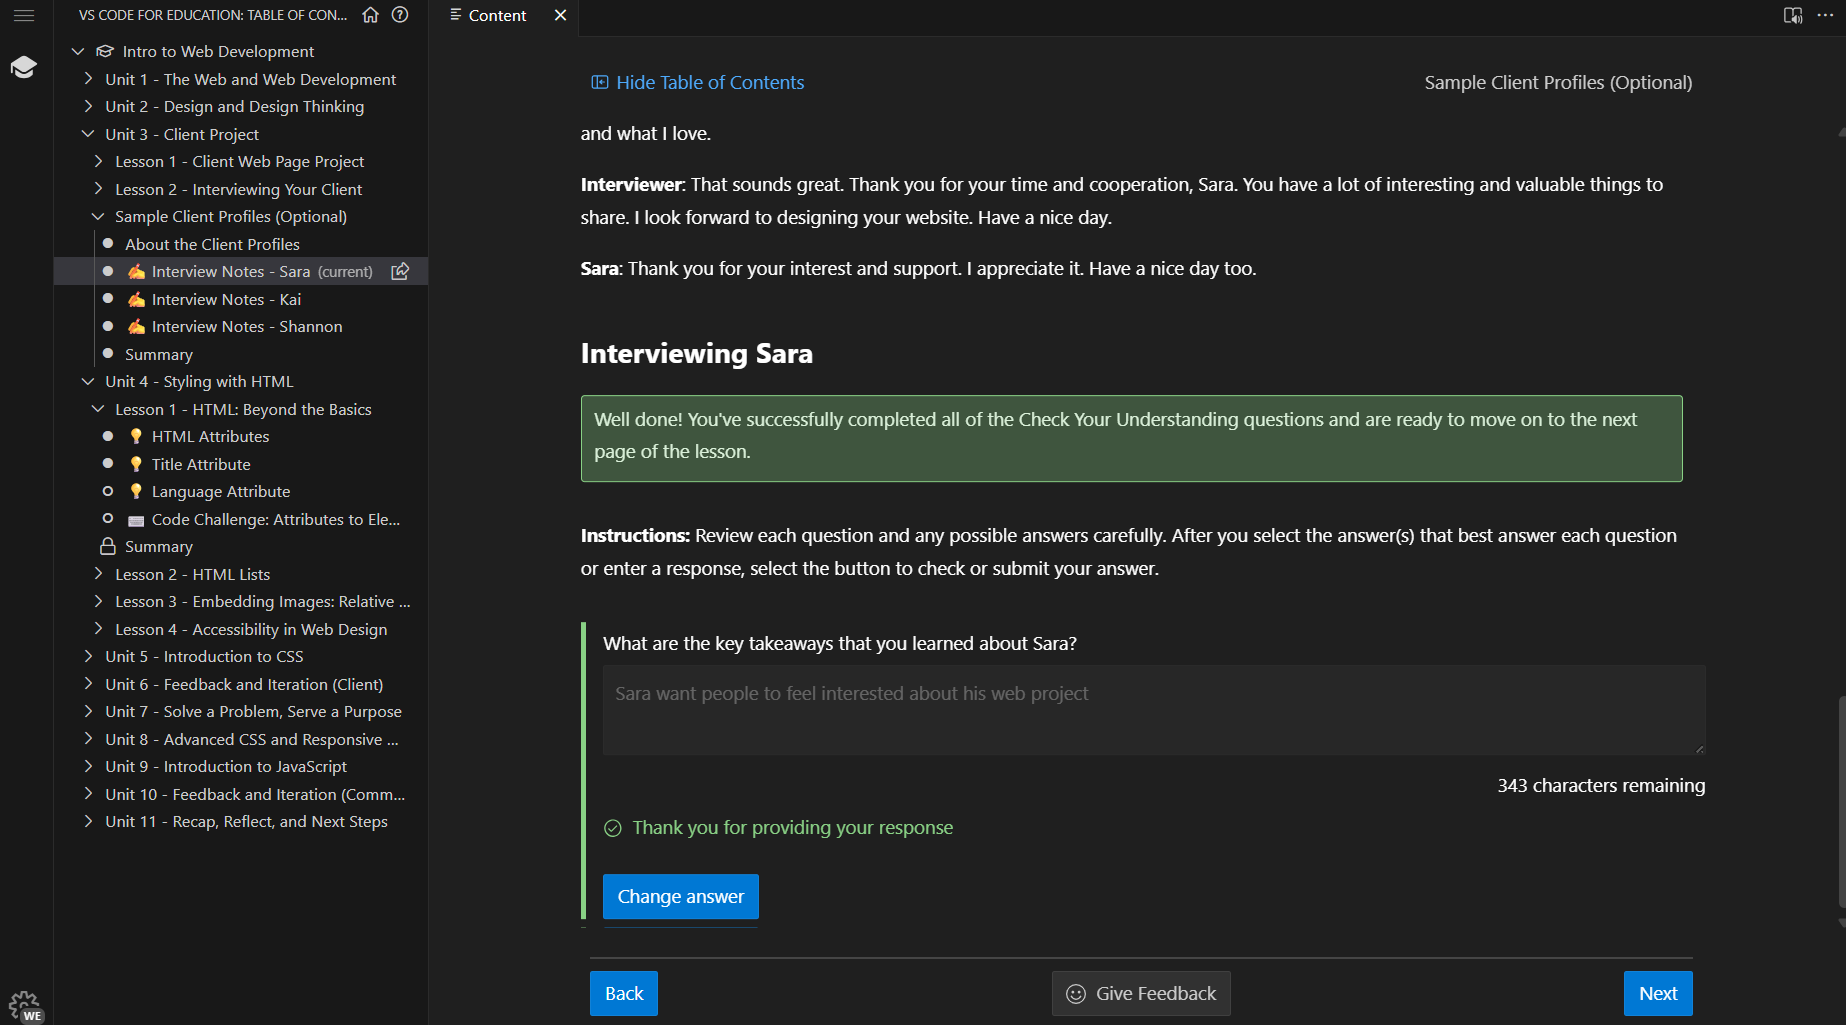 VS CODE FOR EDUCATION: TABLE OF CON...
Intro to Web Development
Unit 1 - The Web and Web Development
Unit 2 - Design and Design Thinking
Unit 3 - Client Project
Lesson 1 - Client Web Page Project
Lesson 2 - Interviewing Your Client
Sample Client Profiles (Optional)
About the Client Profiles
Interview Notes - Sara (current)
Interview Notes - Kai
Interview Notes - Shannon
Summary
Unit 4 - Styling with HTML
Lesson 1 - HTML: Beyond the Basics
HTML Attributes
Title Attribute
Language Attribute
Code Challenge: Attributes to Ele...
Summary
Lesson 2 - HTML Lists
Lesson 3 - Embedding Images: Relative ...
Lesson 4 - Accessibility in Web Design
Unit 5 - Introduction to CSS
Unit 6 - Feedback and Iteration (Client)
Unit 7 - Solve a Problem, Serve a Purpose
Unit 8 - Advanced CSS and Responsive ...
Unit 9 - Introduction to JavaScript
Unit 10 - Feedback and Iteration (Comm...
Unit 11 - Recap, Reflect, and Next Steps
WE
Content
Hide Table of Contents
Sample Client Profiles (Optional)
and what I love.
Interviewer: That sounds great. Thank you for your time and cooperation, Sara. You have a lot of interesting and valuable things to
share. I look forward to designing your website. Have a nice day.
Sara: Thank you for your interest and support. I appreciate it. Have a nice day too.
Interviewing Sara
Well done! You've successfully completed all of the Check Your Understanding questions and are ready to move on to the next
page of the lesson.
Instructions: Review each question and any possible answers carefully. After you select the answer(s) that best answer each question
or enter a response, select the button to check or submit your answer.
What are the key takeaways that you learned about Sara?
Sara want people to feel interested about his web project
343 characters remaining
Thank you for providing your response
Change answer
Back
Give Feedback
Next